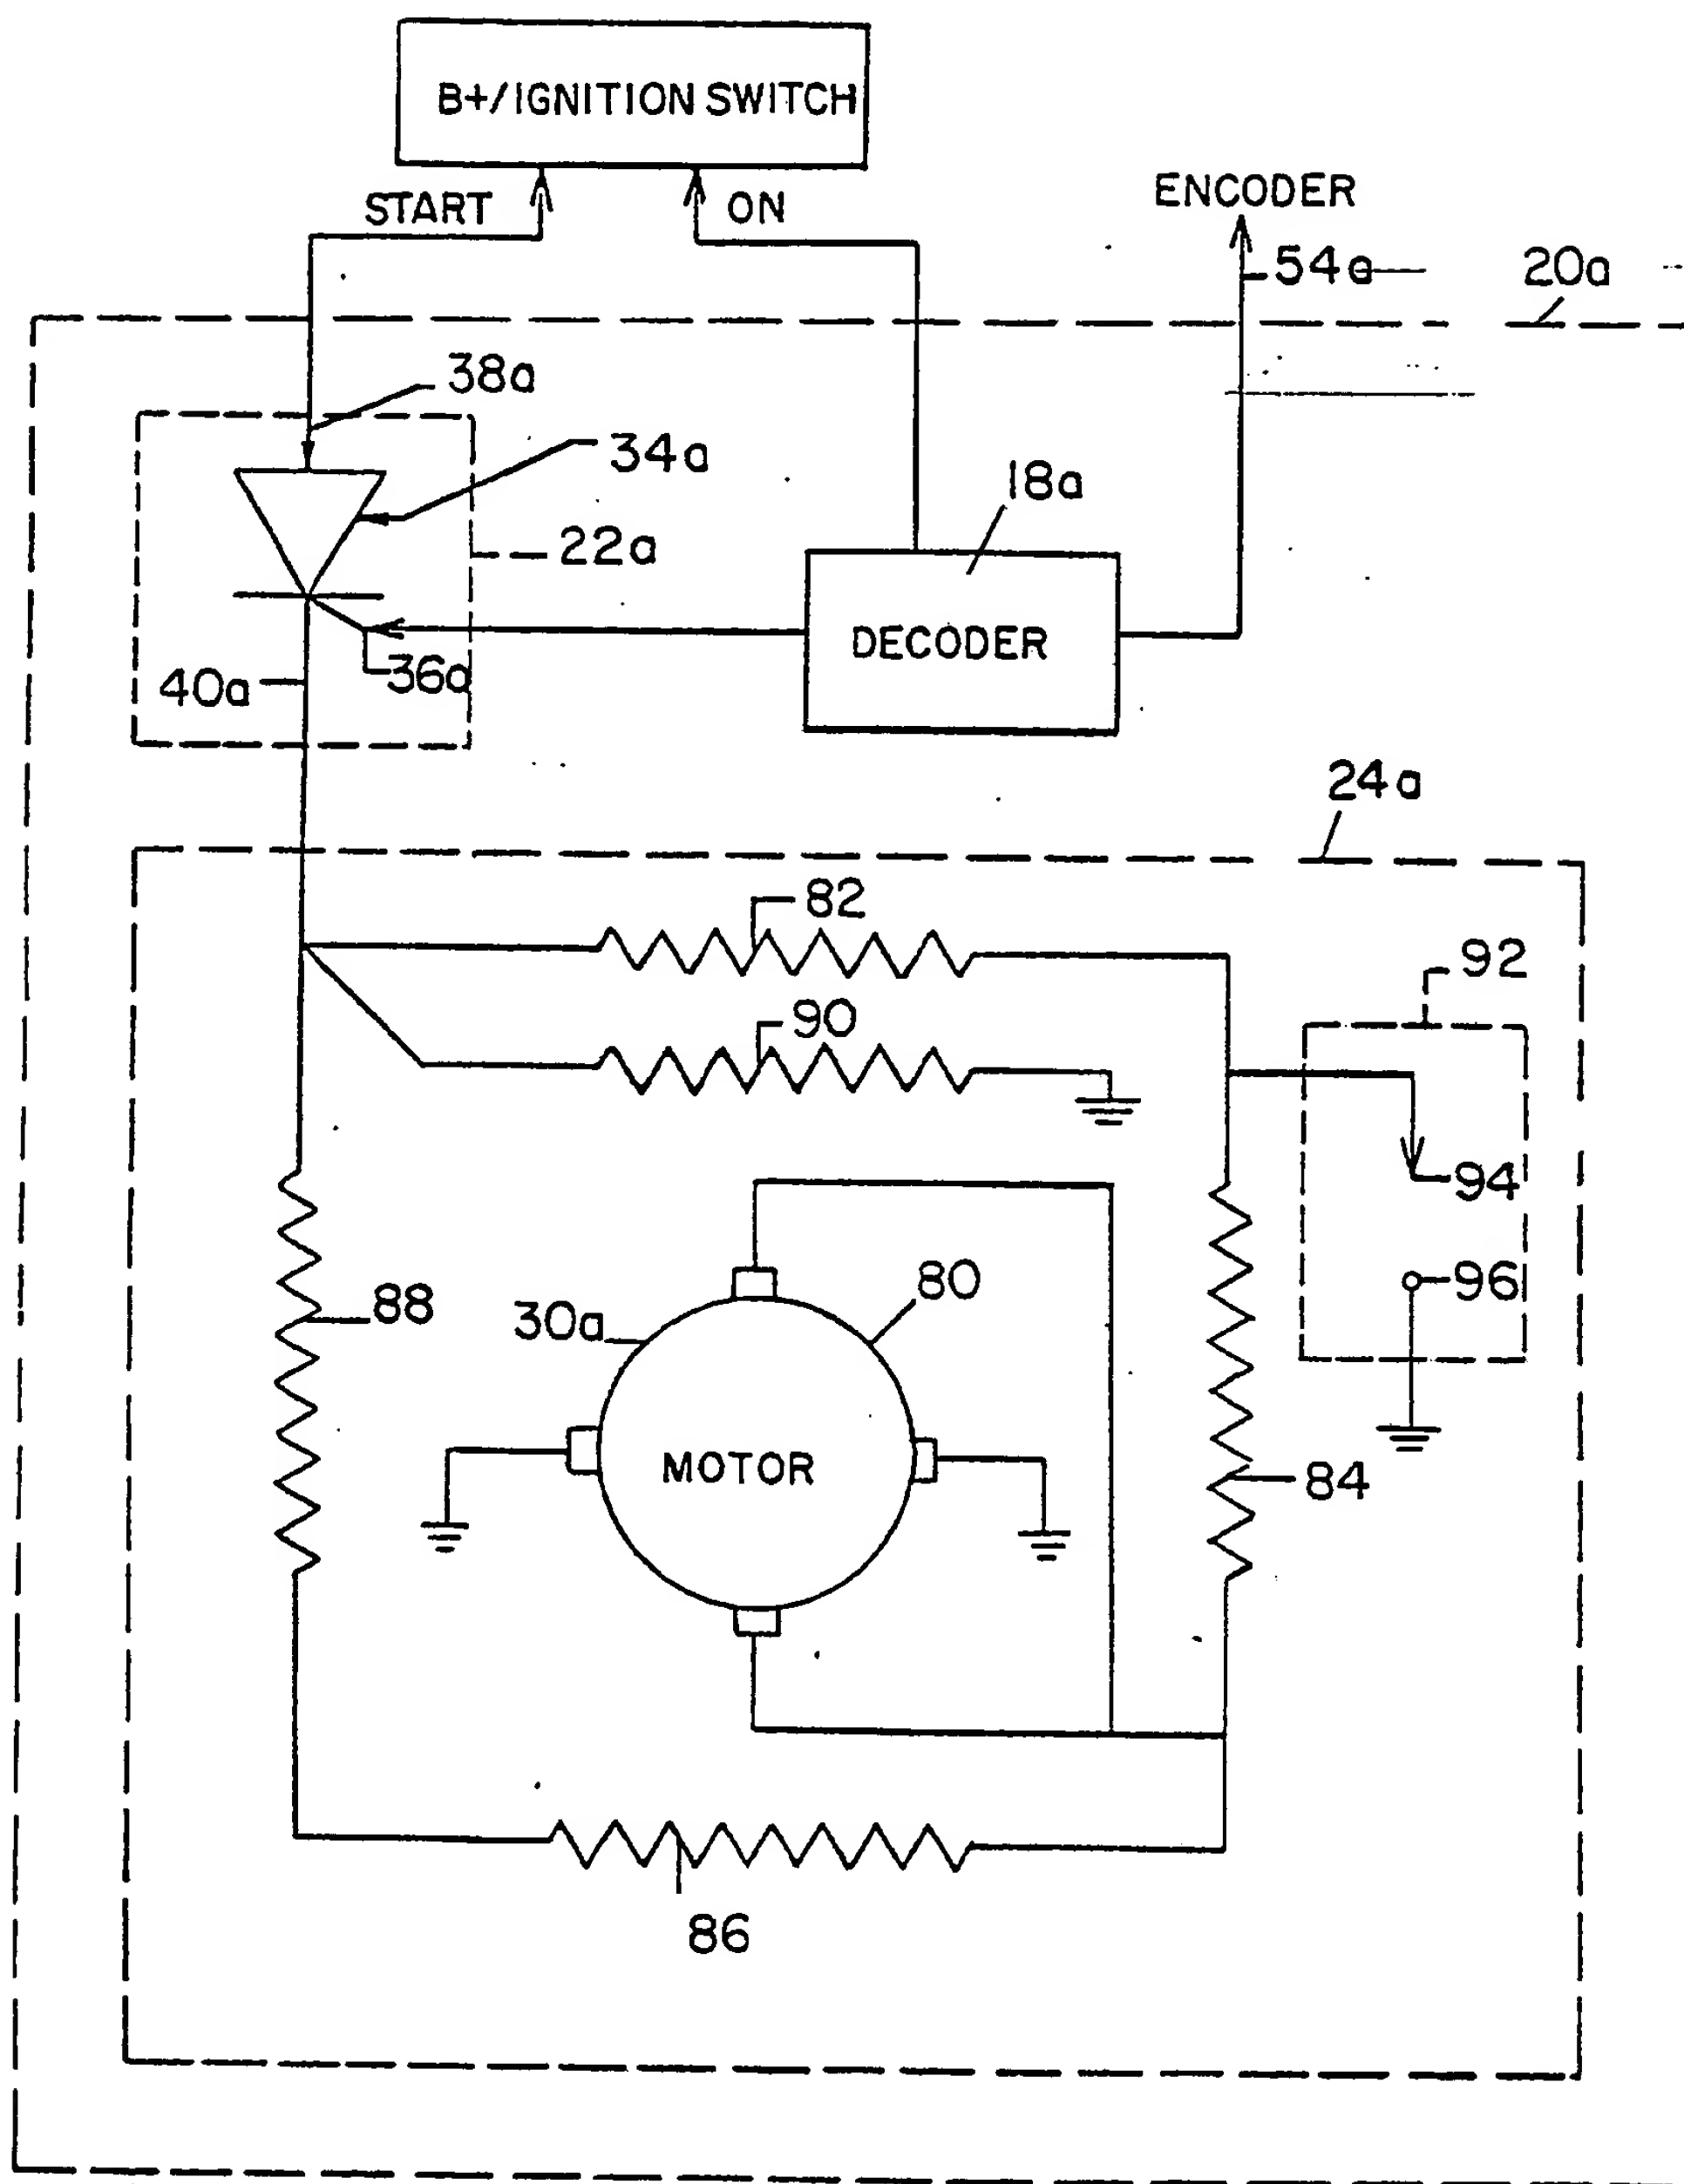 B+/IGNITION SWITCH
START
ON
ENCODER
54a
20a
38a
34a
18a
22a
DECODER
36a
40a
24a
82
92
90
94
80
96
88
30a
MOTOR
84
86